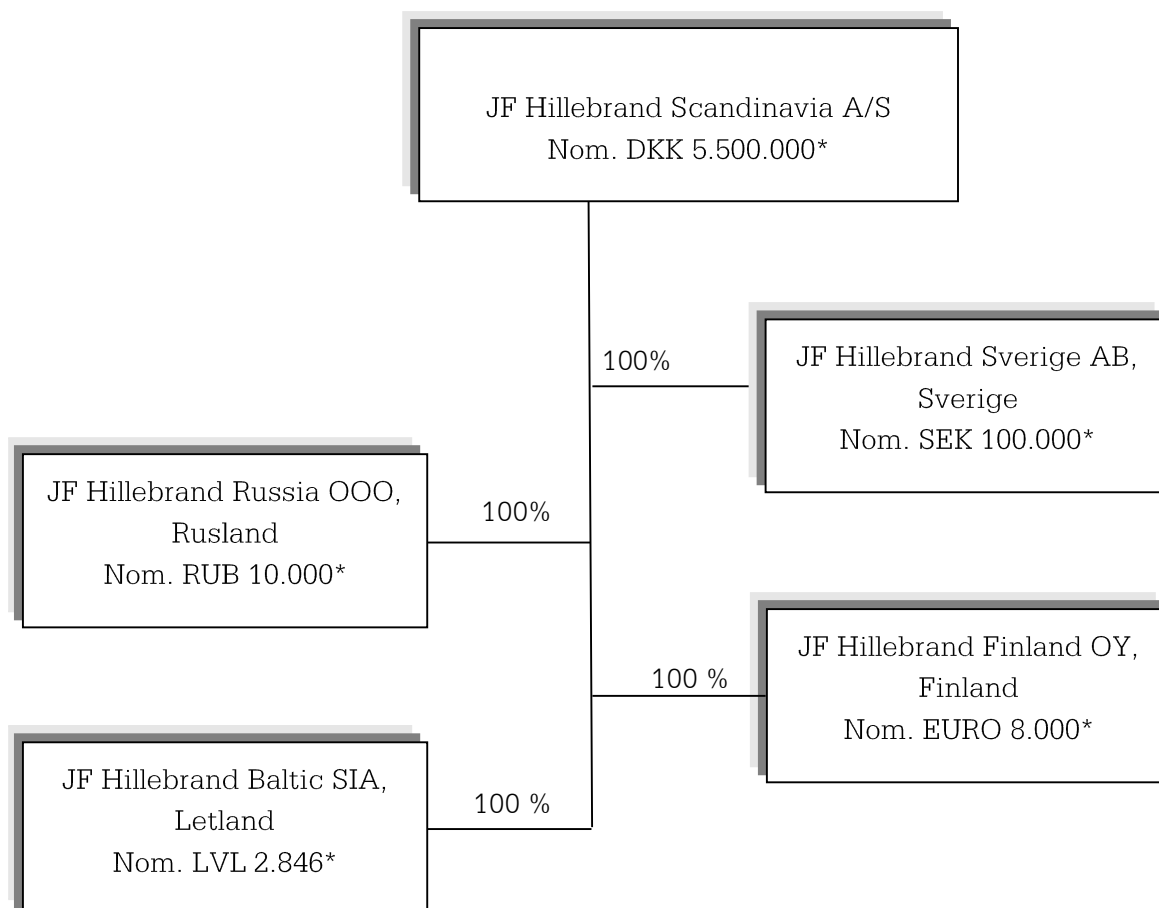 JF Hillebrand Scandinavia A/S
Nom. DKK 5.500.000*
100%
JF Hillebrand Sverige AB,
Sverige
Nom. SEK 100.000*
JF Hillebrand Russia OOO,
Rusland
Nom. RUB 10.000*
100%
100 %
JF Hillebrand Finland OY,
Finland
Nom. EURO 8.000*
JF Hillebrand Baltic SIA,
Letland
Nom. LVL 2.846*
100 %